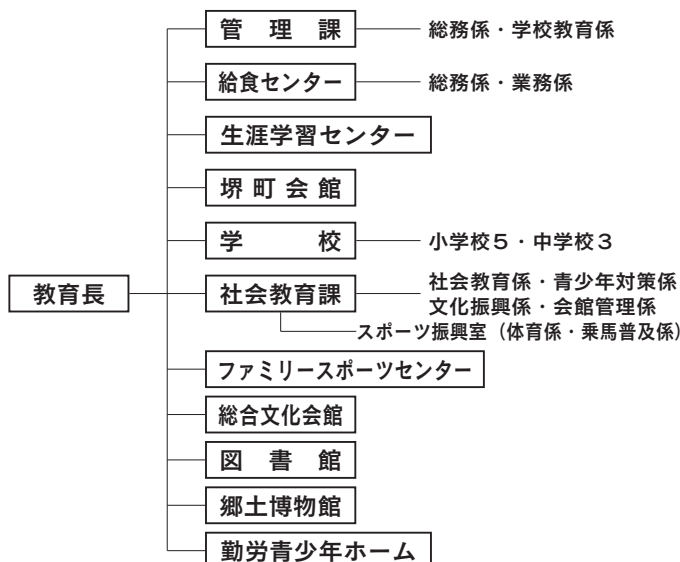 管理課 総務係・学校教育係
給食センター 総務係・業務係
生涯学習センター
堺町会館
学校 小学校5・中学校3
教育長
社会教育課 社会教育係・青少年対策係
文化振興係・会館管理係
スポーツ振興室（体育係・乗馬普及係）
ファミリースポーツセンター
総合文化会館
図書館
郷土博物館
勤労青少年ホーム